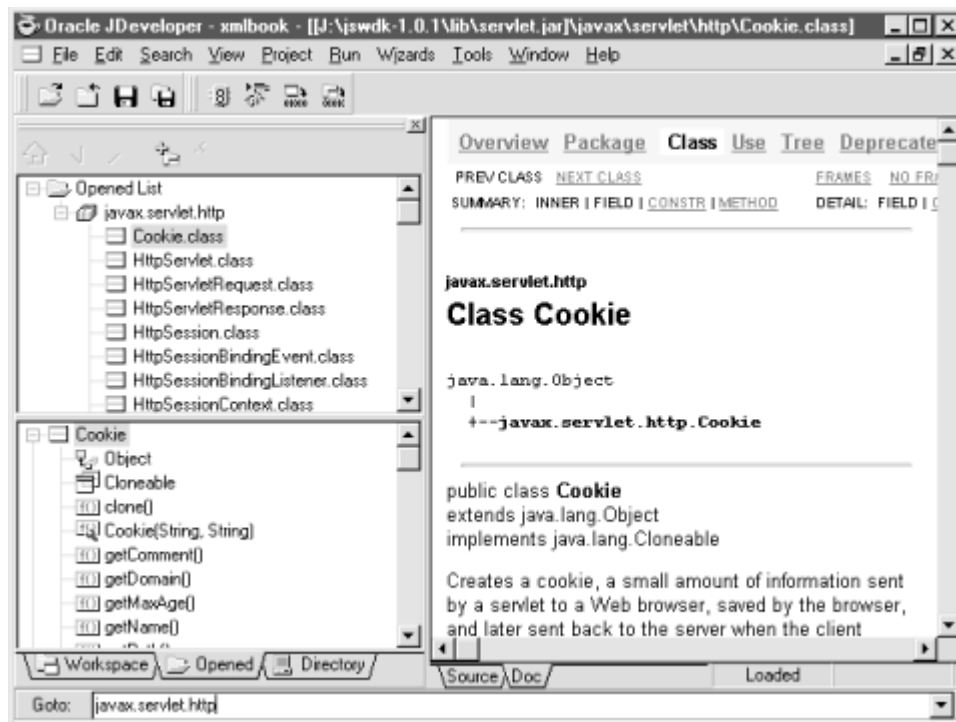 Oracle JDeveloper - xmlbook - [[J:\jswdk-1.0.1\lib\servlet.jar]\javax\servlet\http\Cookie.class]
File Edit Search View Project Run Wizards Tools Window Help
Opened List
javax.servlet.http
Cookie.class
HttpServlet.class
HttpServletRequest.class
HttpServletResponse.class
HttpSession.class
HttpSessionBindingEvent.class
HttpSessionBindingListener.class
HttpSessionContext.class
Cookie
Object
Cloneable
clone()
Cookie(String, String)
getComment()
getDomain()
getMaxAge()
getName()
Workspace Opened Directory
Overview Package Class Use Tree Deprecate
PREV CLASS NEXT CLASS FRAMES NO FRA
SUMMARY: INNER | FIELD | CONSTR | METHOD DETAIL: FIELD |
javax.servlet.http
Class Cookie
java.lang.Object
|
+--javax.servlet.http.Cookie
public class Cookie
extends java.lang.Object
implements java.lang.Cloneable
Creates a cookie, a small amount of information sent
by a servlet to a Web browser, saved by the browser,
and later sent back to the server when the client
Source Doc Loaded
Goto: javax.servlet.http